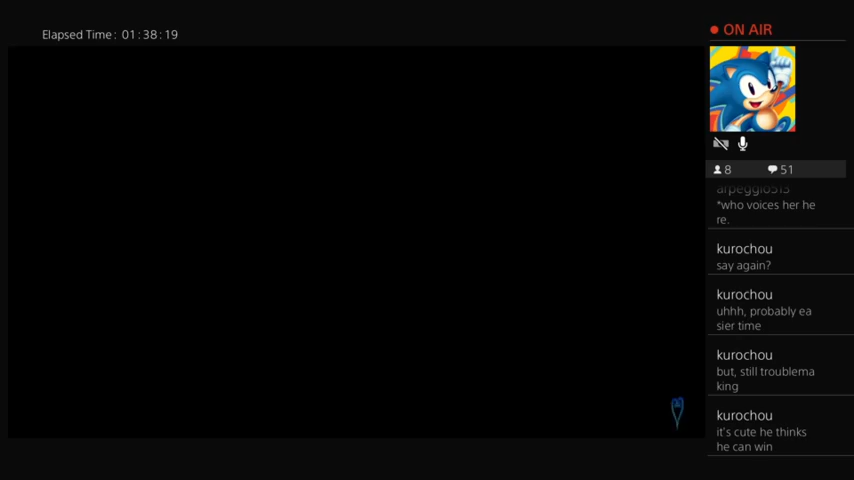 Elapsed Time: 01:38:19
ON AIR
8
51
arpeggio513
*who voices her he
re.
kurochou
say again?
kurochou
uhhh, probably ea
sier time
kurochou
but, still troublema
king
kurochou
it's cute he thinks
he can win